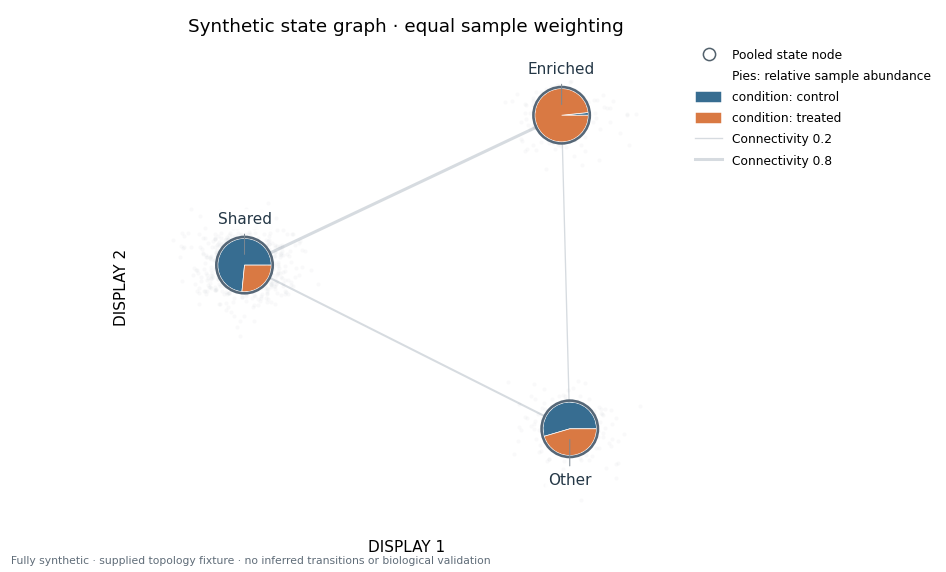 Synthetic state graph · equal sample weighting
Pooled state node
Pies: relative sample abundance
condition: control
condition: treated
Connectivity 0.2
Connectivity 0.8
Enriched
Shared
Other
DISPLAY 2
DISPLAY 1
Fully synthetic · supplied topology fixture · no inferred transitions or biological validation